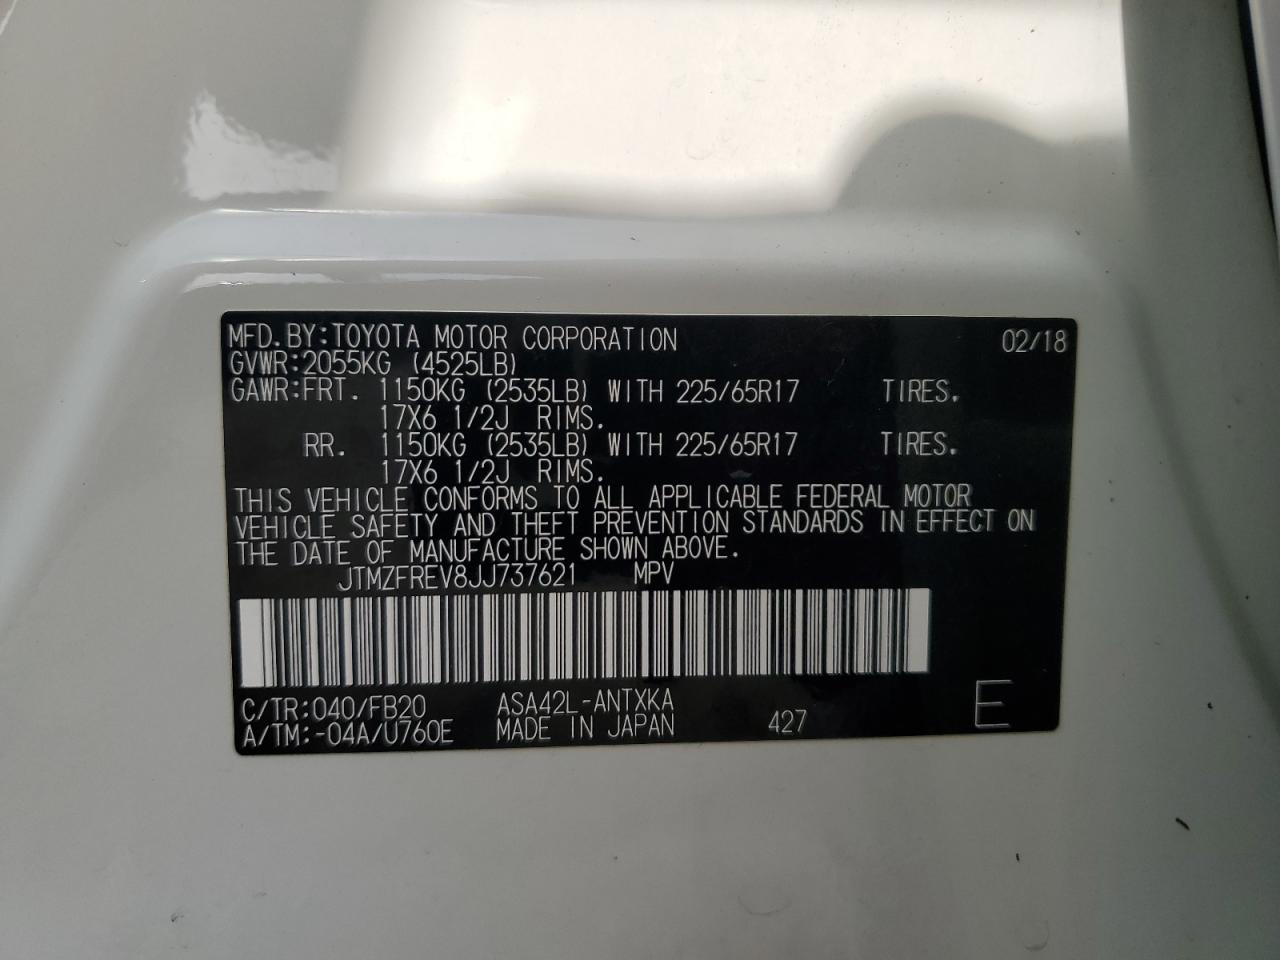 MFD.BY:TOYOTA MOTOR CORPORATION 02/18
GVWR:2055KG (4525LB)
GAWR:FRT. 1150KG (2535LB) WITH 225/65R17 TIRES.
17X6 1/2J RIMS.
RR. 1150KG (2535LB) WITH 225/65R17 TIRES.
17X6 1/2J RIMS.
THIS VEHICLE CONFORMS TO ALL APPLICABLE FEDERAL MOTOR
VEHICLE SAFETY AND THEFT PREVENTION STANDARDS IN EFFECT ON
THE DATE OF MANUFACTURE SHOWN ABOVE.
JTMZFREV8JJ737621 MPV
C/TR:040/FB20 ASA42L-ANTXKA
A/TM:-04A/U760E MADE IN JAPAN 427 E